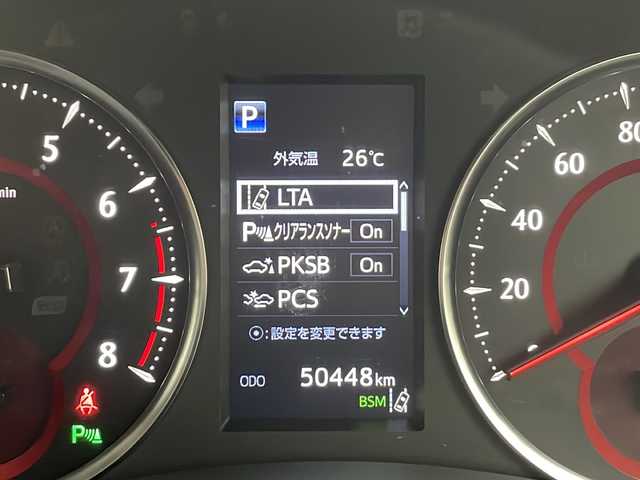 P
外気温 26℃
LTA
P クリアランスソナー On
PKSB On
PCS
:設定を変更できます
ODO 50448km
BSM
min
5
6
7
8
1
P
80
60
40
20